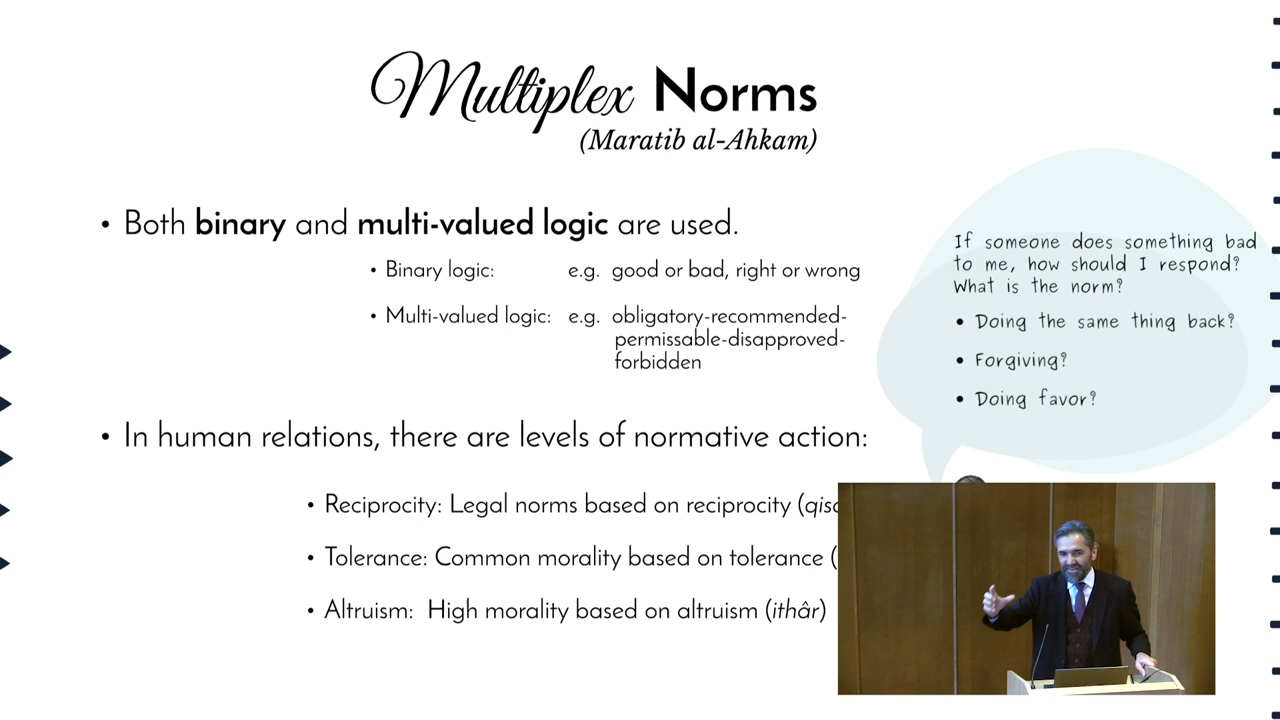 Multiplex Norms
(Maratib al-Ahkam)
• Both binary and multi-valued logic are used.
• Binary logic: e.g. good or bad, right or wrong
• Multi-valued logic: e.g. obligatory-recommended-
permissable-disapproved-
forbidden
• In human relations, there are levels of normative action:
• Reciprocity: Legal norms based on reciprocity (
• Tolerance: Common morality based on tolerance (
• Altruism: High morality based on altruism (ithâr)
If someone does something bad
to me, how should I respond?
What is the norm?
• Doing the same thing back?
• Forgiving?
• Doing favor?